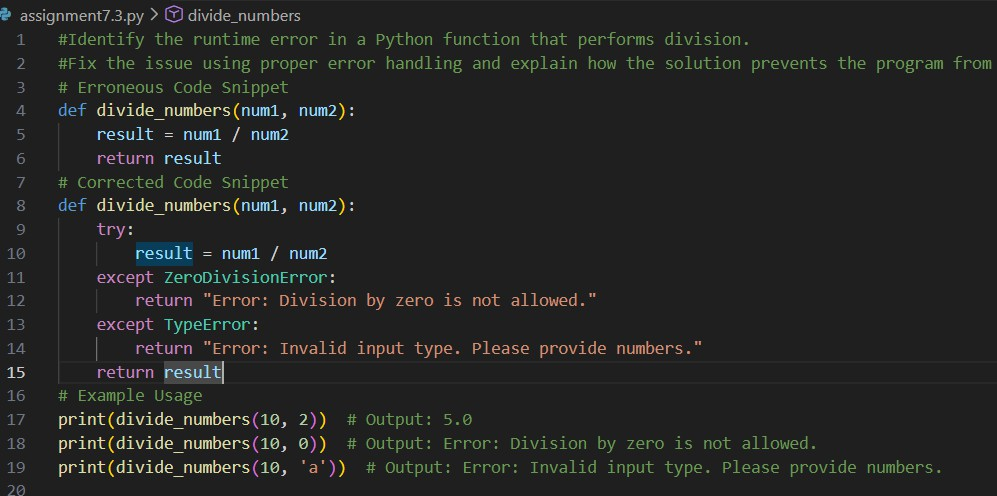 assignment7.3.py > divide_numbers
1 #Identify the runtime error in a Python function that performs division.
2 #Fix the issue using proper error handling and explain how the solution prevents the program from
3 # Erroneous Code Snippet
4 def divide_numbers(num1, num2):
5     result = num1 / num2
6     return result
7 # Corrected Code Snippet
8 def divide_numbers(num1, num2):
9     try:
10         result = num1 / num2
11     except ZeroDivisionError:
12         return "Error: Division by zero is not allowed."
13     except TypeError:
14         return "Error: Invalid input type. Please provide numbers."
15     return result
16 # Example Usage
17 print(divide_numbers(10, 2))  # Output: 5.0
18 print(divide_numbers(10, 0))  # Output: Error: Division by zero is not allowed.
19 print(divide_numbers(10, 'a'))  # Output: Error: Invalid input type. Please provide numbers.
20